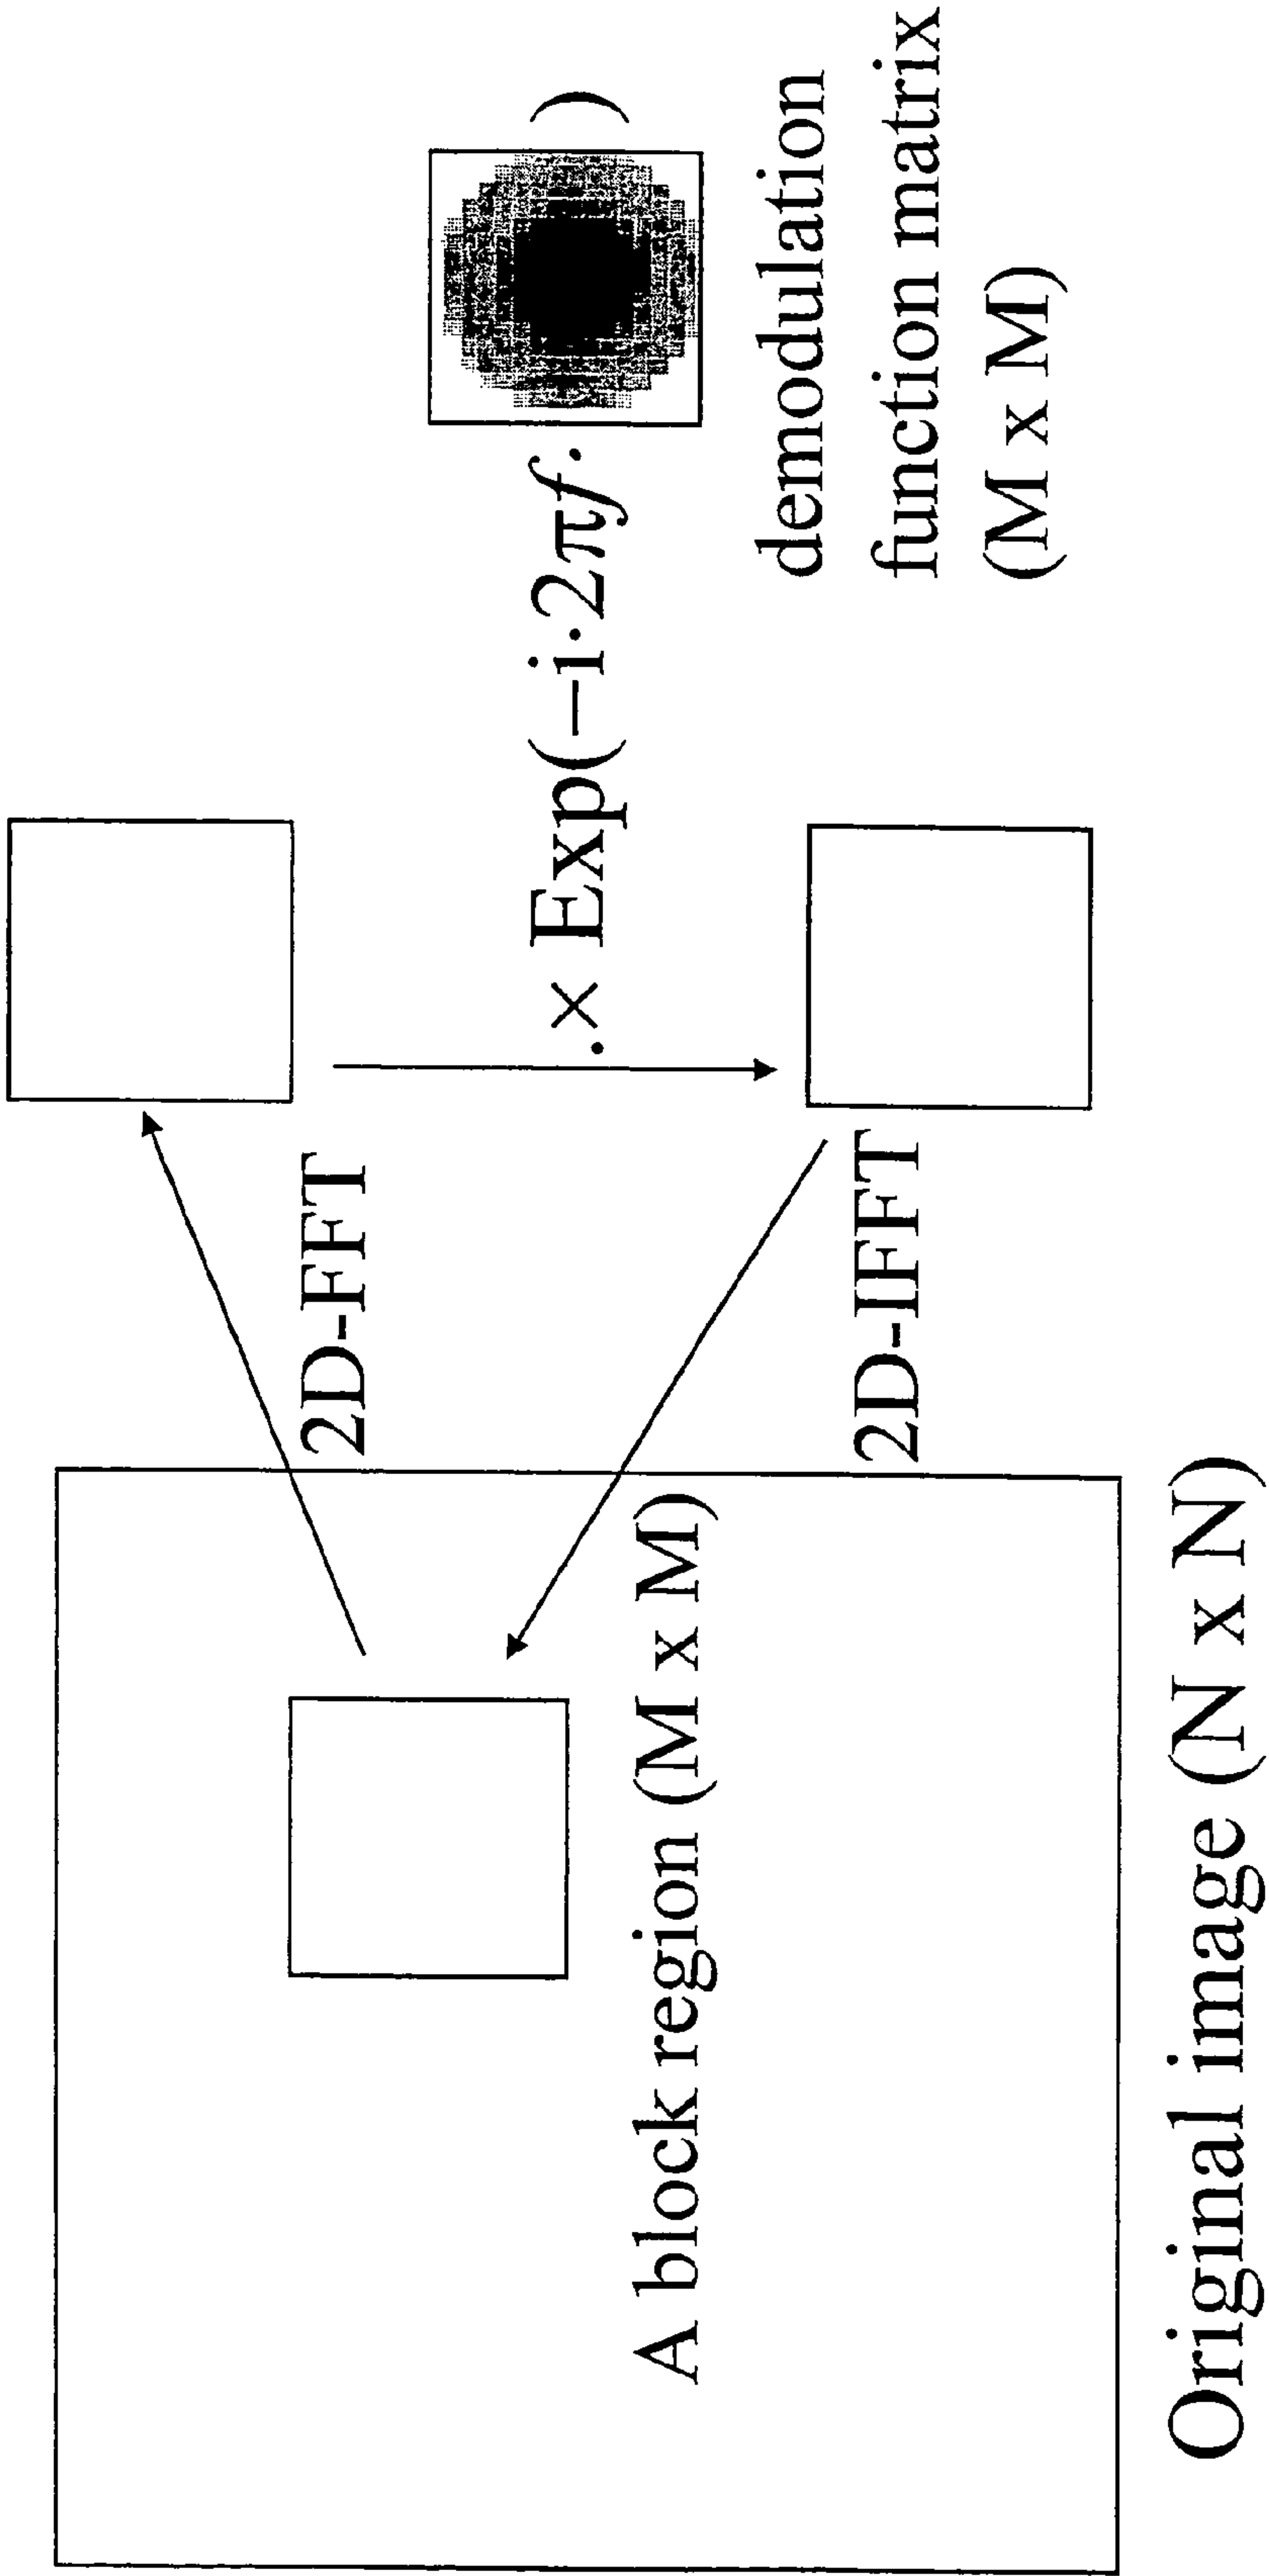 2D-FFT
.× Exp(−i·2πf· )
demodulation
function matrix
(M x M)
A block region (M x M)
2D-IFFT
Original image (N x N)